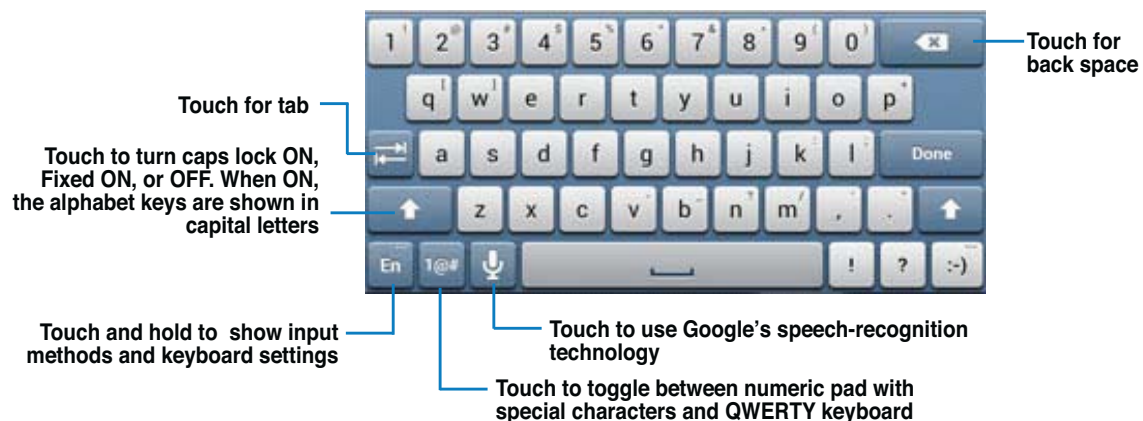 1 ! 2 @ 3 # 4 $ 5 % 6 7 & 8 9 ( 0 )
Touch for
back space
q [ w ] e r t y u i o p
Touch for tab
a s d f g h j k l Done
Touch to turn caps lock ON,
Fixed ON, or OFF. When ON,
the alphabet keys are shown in
capital letters
z x c v b n ? m / , .
En 1@# ! ? :-)
Touch and hold to  show input
methods and keyboard settings
Touch to use Google's speech-recognition
technology
Touch to toggle between numeric pad with
special characters and QWERTY keyboard